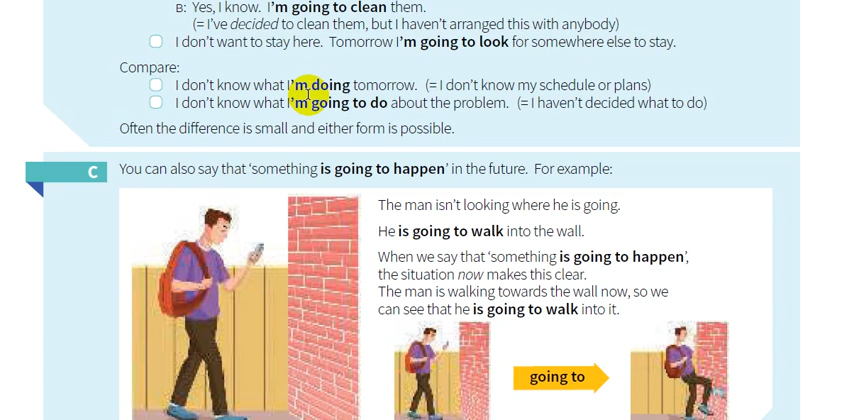 B: Yes, I know. I'm going to clean them.
(= I've decided to clean them, but I haven't arranged this with anybody)
I don't want to stay here. Tomorrow I'm going to look for somewhere else to stay.
Compare:
I don't know what I'm doing tomorrow. (= I don't know my schedule or plans)
I don't know what I'm going to do about the problem. (= I haven't decided what to do)
Often the difference is small and either form is possible.
C You can also say that ‘something is going to happen’ in the future. For example:
The man isn't looking where he is going.
He is going to walk into the wall.
When we say that ‘something is going to happen’,
the situation now makes this clear.
The man is walking towards the wall now, so we
can see that he is going to walk into it.
going to